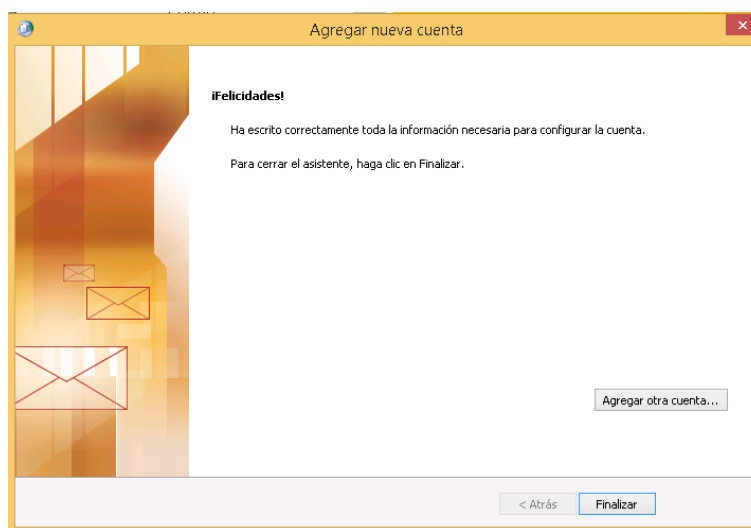 Agregar nueva cuenta
¡Felicidades!
Ha escrito correctamente toda la información necesaria para configurar la cuenta.
Para cerrar el asistente, haga clic en Finalizar.
Agregar otra cuenta...
< Atrás
Finalizar